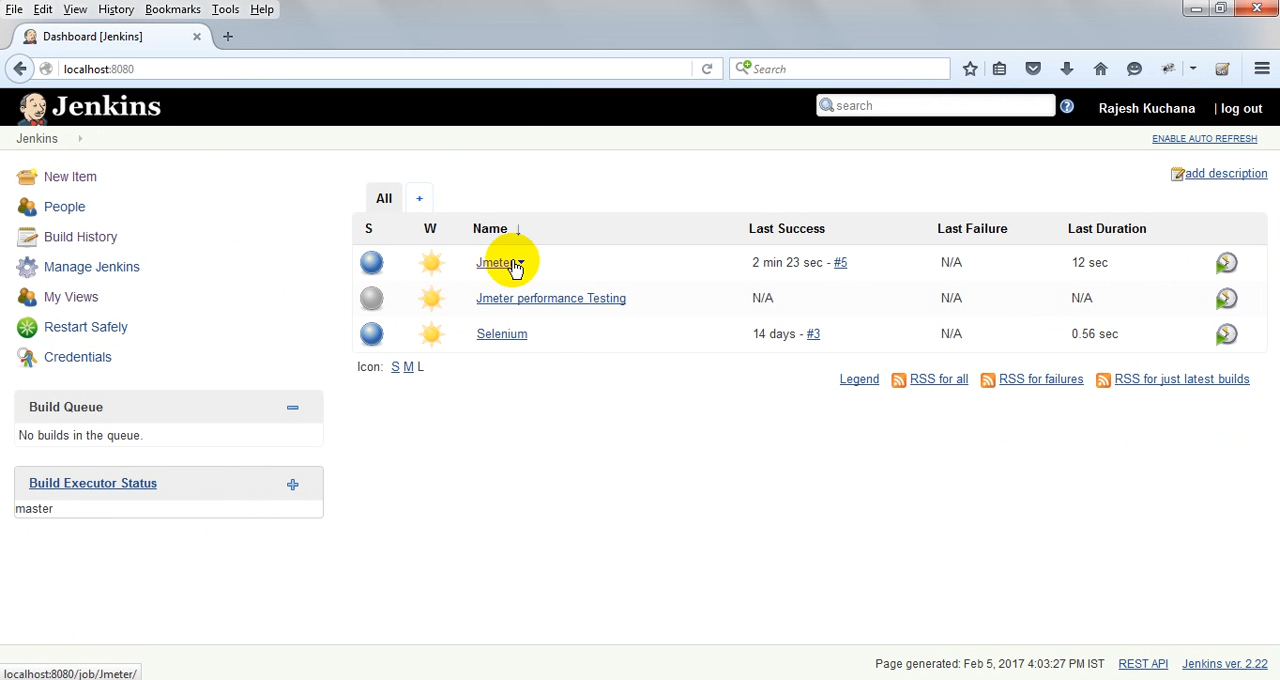 File Edit View History Bookmarks Tools Help
Dashboard [Jenkins]
localhost:8080
Search
Jenkins
search
Rajesh Kuchana | log out
Jenkins
ENABLE AUTO REFRESH
New Item
People
Build History
Manage Jenkins
My Views
Restart Safely
Credentials
add description
All +
S W Name ↓ Last Success Last Failure Last Duration
Jmeter 2 min 23 sec - #5 N/A 12 sec
Jmeter performance Testing N/A N/A N/A
Selenium 14 days - #3 N/A 0.56 sec
Icon: S M L
Legend RSS for all RSS for failures RSS for just latest builds
Build Queue
No builds in the queue.
Build Executor Status
master
Page generated: Feb 5, 2017 4:03:27 PM IST REST API Jenkins ver. 2.22
localhost:8080/job/Jmeter/